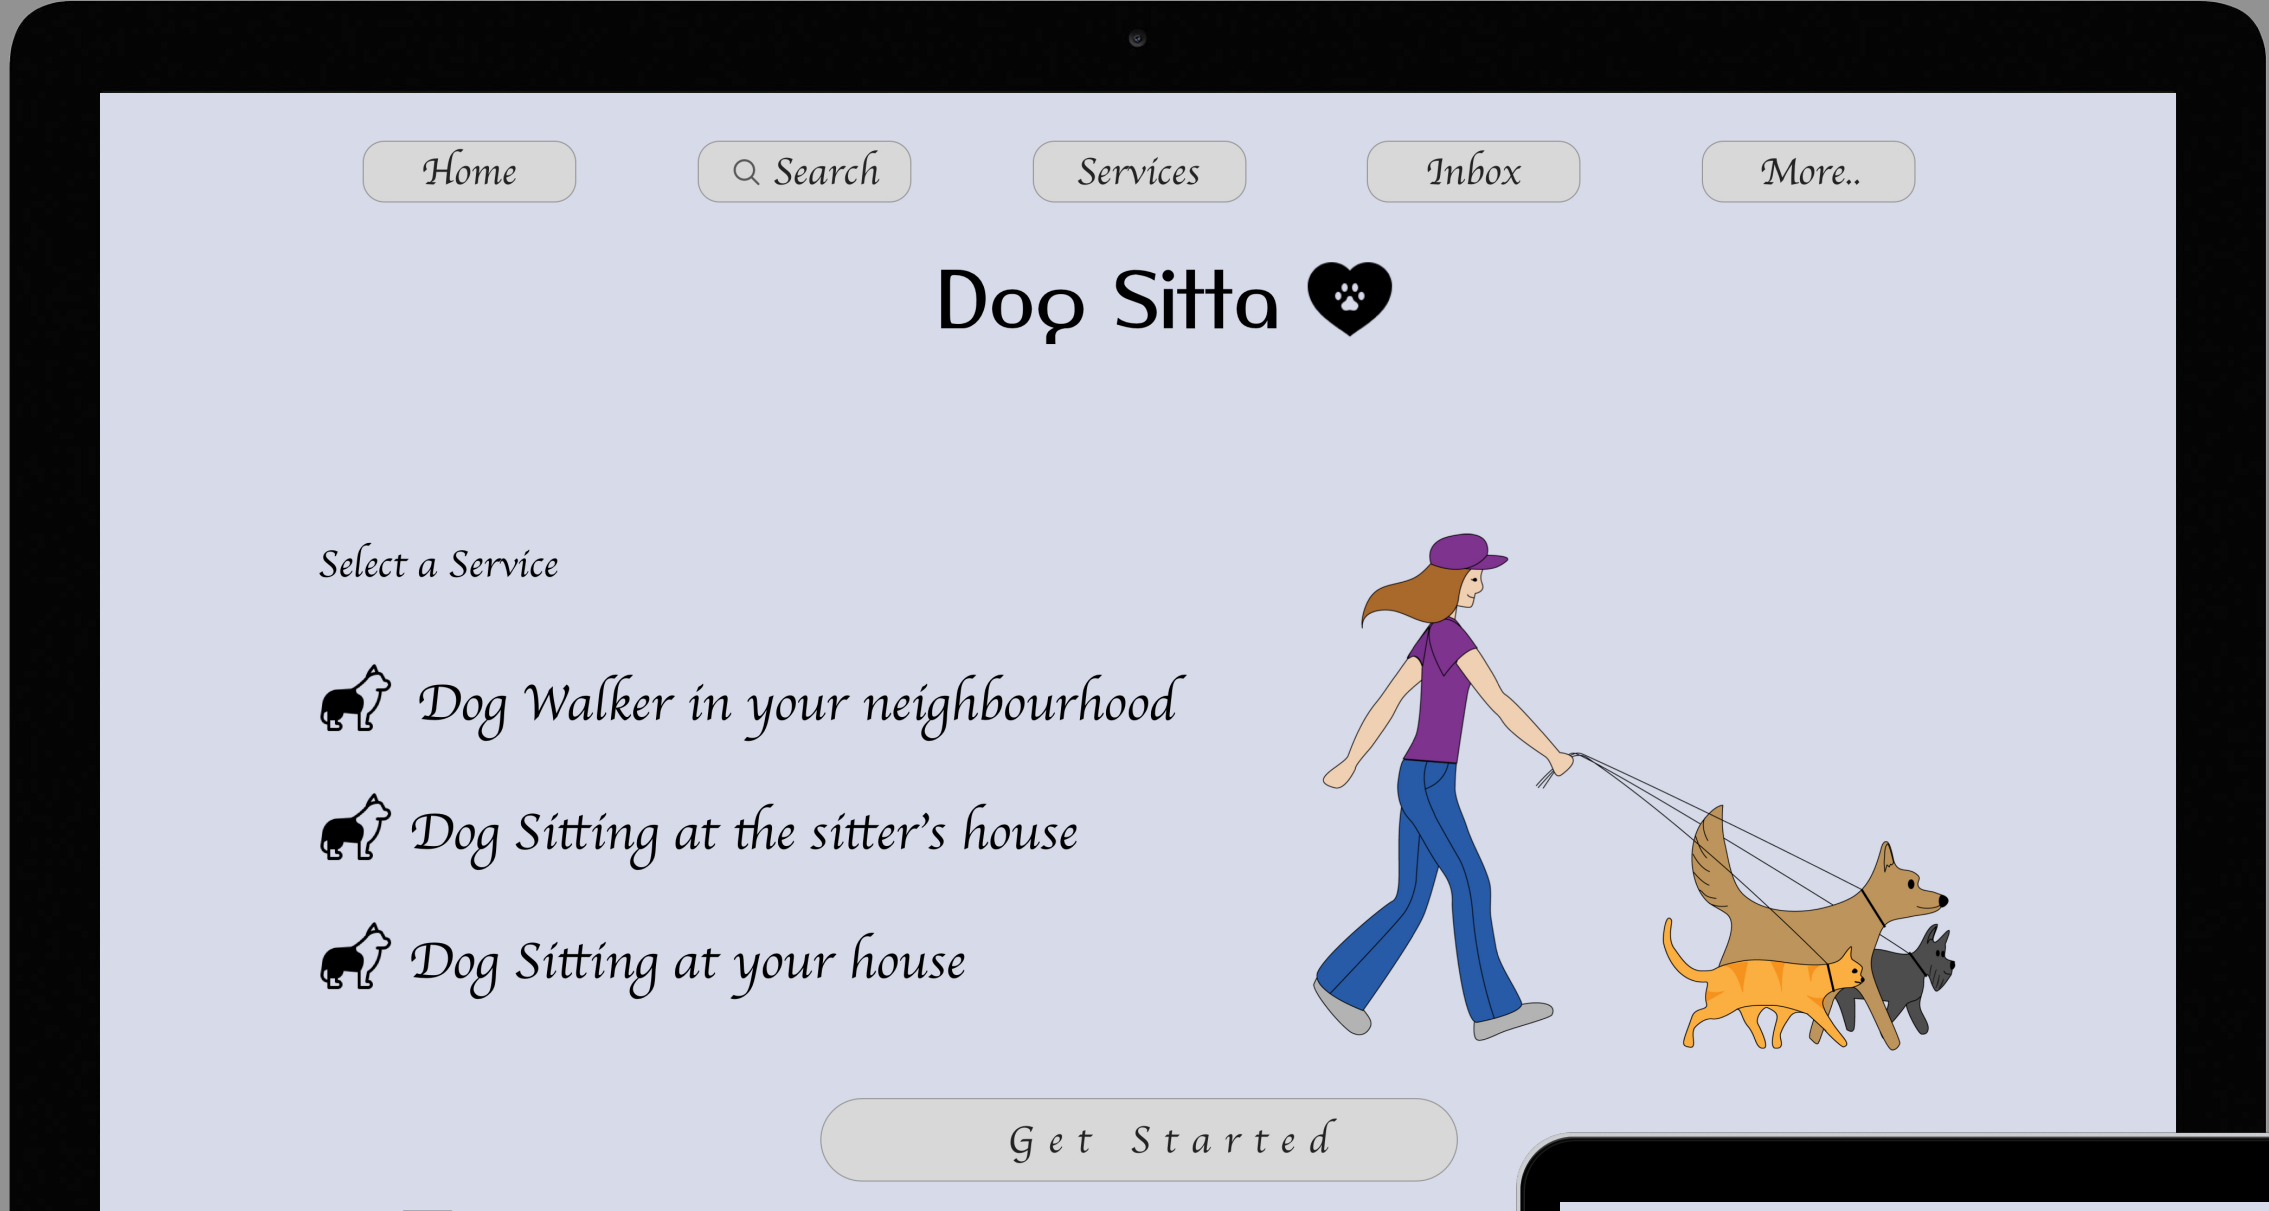 Home
Search
Services
Inbox
More..
Dog Sitta
Select a Service
Dog Walker in your neighbourhood
Dog Sitting at the sitter's house
Dog Sitting at your house
Get Started